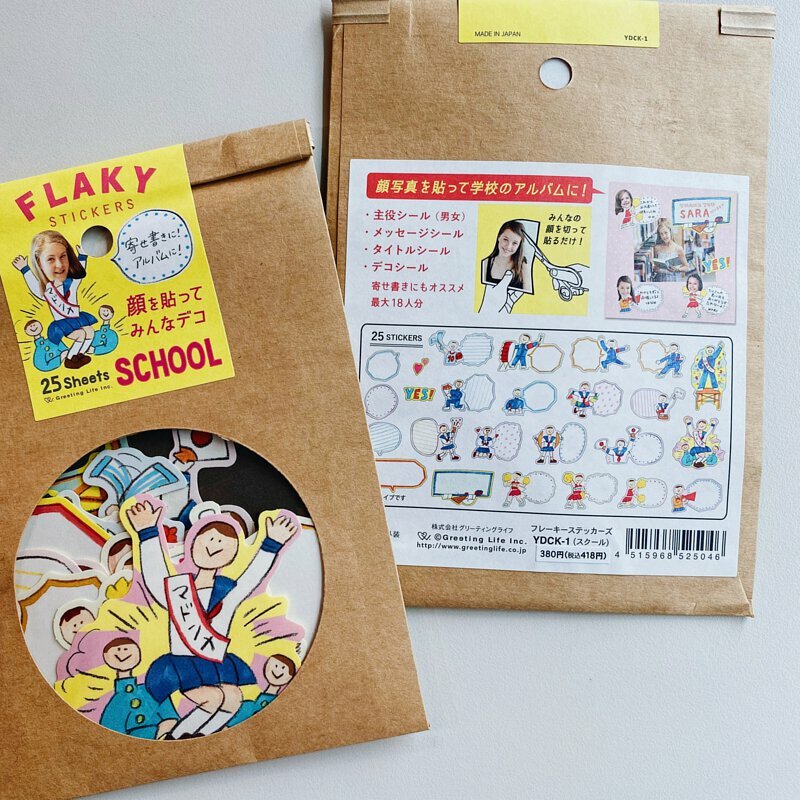 FLAKY
STICKERS
寄せ書きに!
アルバムに!
マドンナ
顔を貼って
みんなデコ
25 Sheets SCHOOL
Greeting Life Inc.
マドンナ
MADE IN JAPAN
YDCK-1
顔写真を貼って学校のアルバムに!
・主役シール(男女)
・メッセージシール
・タイトルシール
・デコシール
寄せ書きにもオススメ
最大18人分
みんなの
顔を切って
貼るだけ!
SARA
YES!
25 STICKERS
YES!
イプです
株式会社グリーティングライフ
©Greeting Life Inc.
http://www.greetinglife.co.jp
フレーキーステッカーズ
YDCK-1(スクール)
380円(税込418円)
4 515968 525046